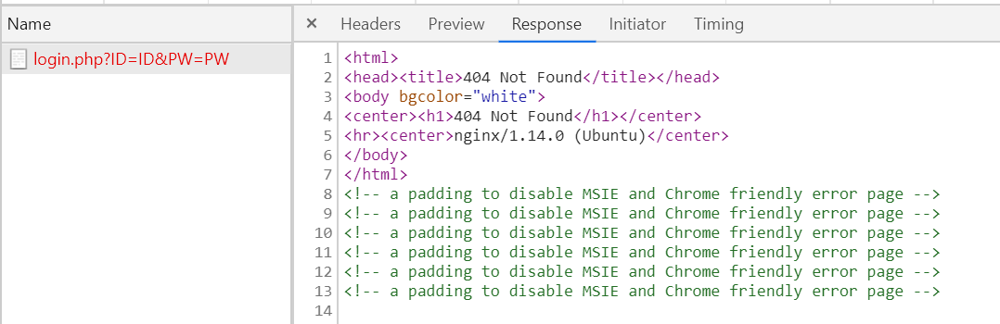 Name
× Headers Preview Response Initiator Timing
login.php?ID=ID&PW=PW
1 <html>
2 <head><title>404 Not Found</title></head>
3 <body bgcolor="white">
4 <center><h1>404 Not Found</h1></center>
5 <hr><center>nginx/1.14.0 (Ubuntu)</center>
6 </body>
7 </html>
8 <!-- a padding to disable MSIE and Chrome friendly error page -->
9 <!-- a padding to disable MSIE and Chrome friendly error page -->
10 <!-- a padding to disable MSIE and Chrome friendly error page -->
11 <!-- a padding to disable MSIE and Chrome friendly error page -->
12 <!-- a padding to disable MSIE and Chrome friendly error page -->
13 <!-- a padding to disable MSIE and Chrome friendly error page -->
14